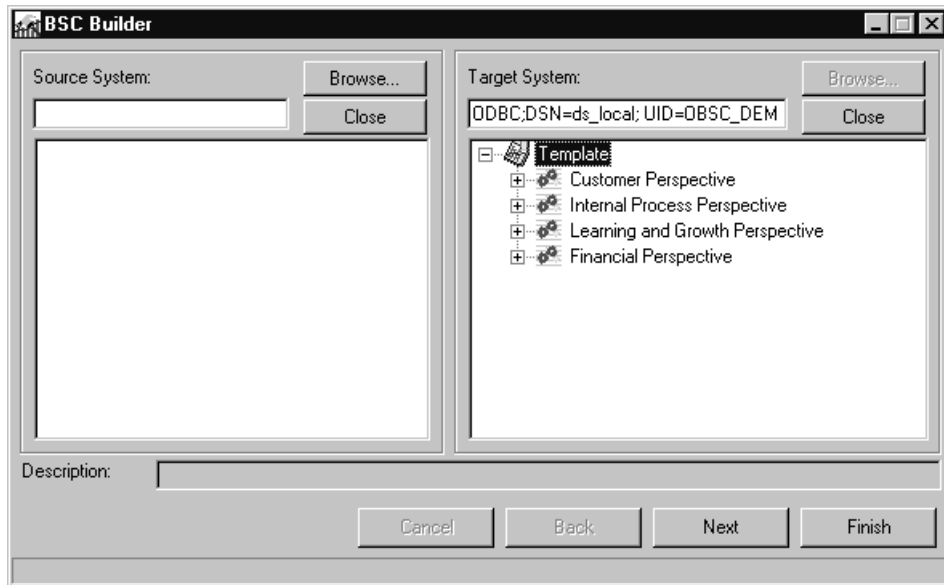 BSC Builder
Source System:
Browse...
Close
Target System:
Browse...
ODBC;DSN=ds_local; UID=OBSC_DEM
Close
Template
Customer Perspective
Internal Process Perspective
Learning and Growth Perspective
Financial Perspective
Description:
Cancel
Back
Next
Finish